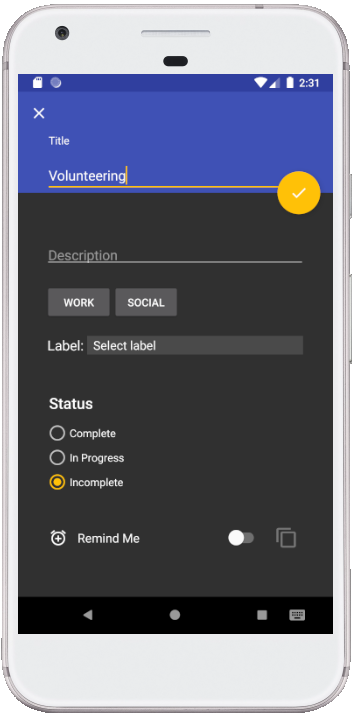 2:31
Title
Volunteering
Description
WORK SOCIAL
Label: Select label
Status
Complete
In Progress
Incomplete
Remind Me